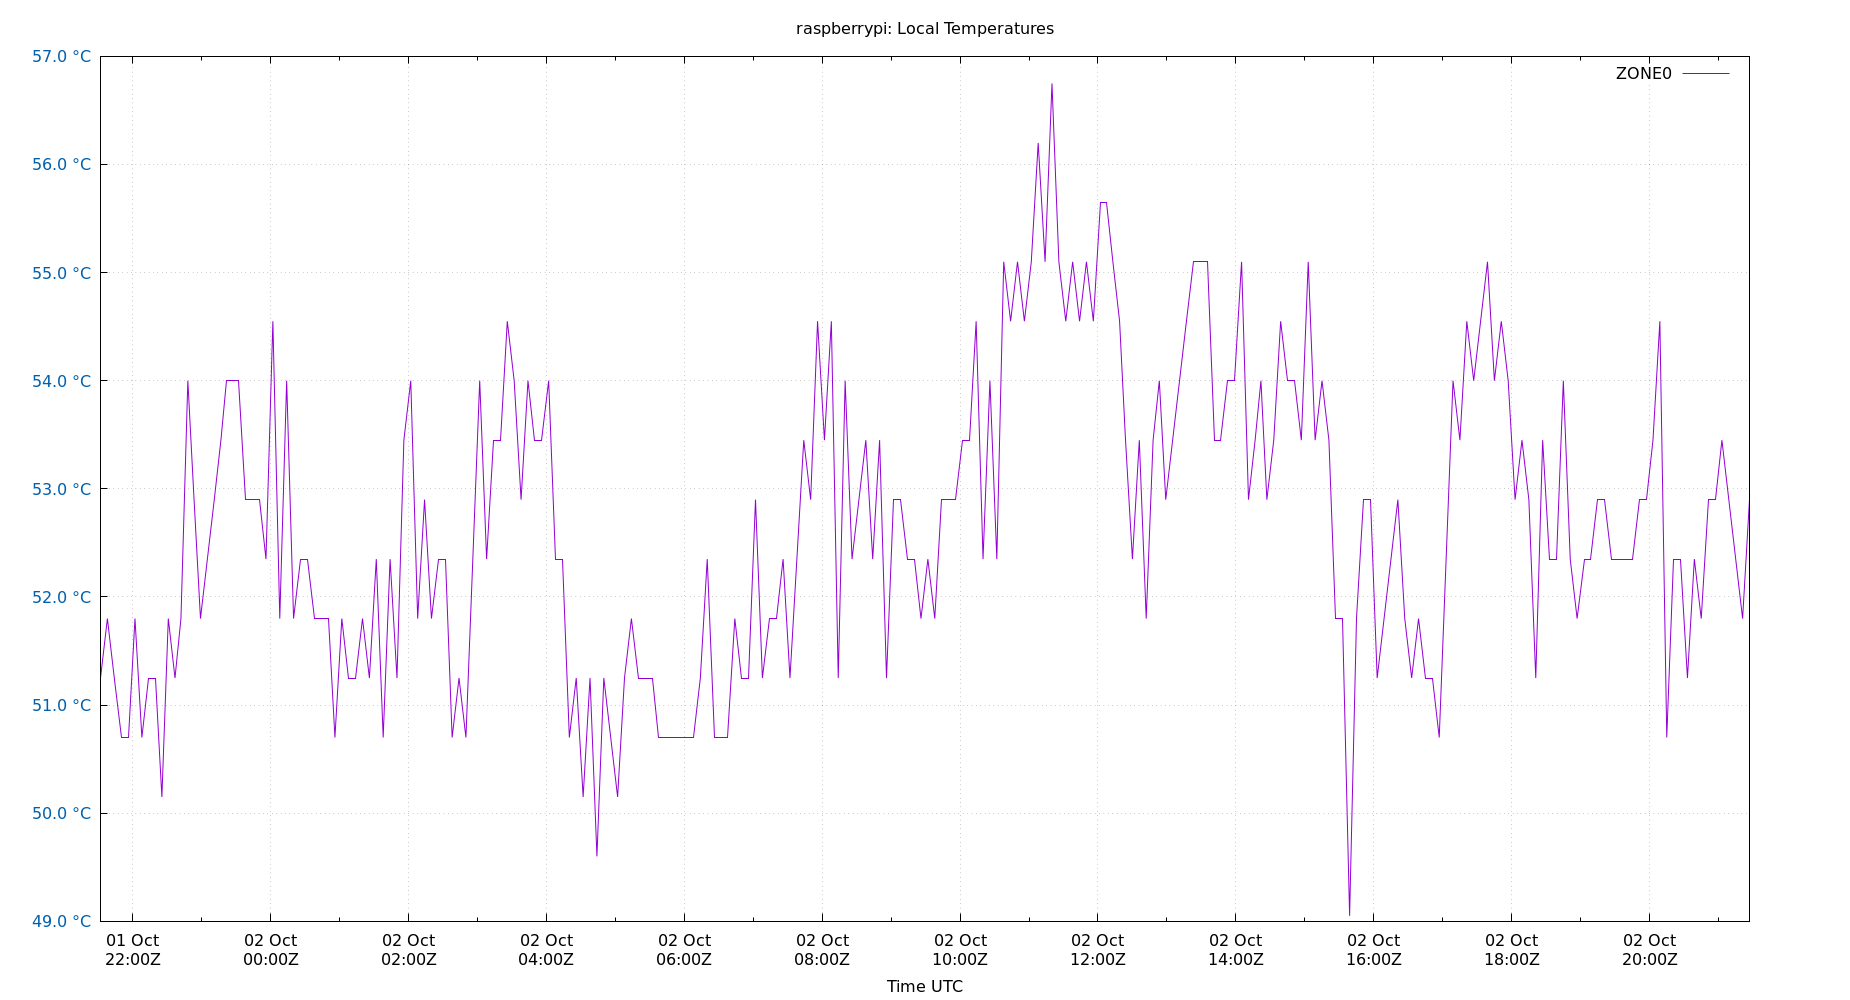 raspberrypi: Local Temperatures
57.0 °C
56.0 °C
55.0 °C
54.0 °C
53.0 °C
52.0 °C
51.0 °C
50.0 °C
49.0 °C
ZONE0
01 Oct 02 Oct 02 Oct 02 Oct 02 Oct 02 Oct 02 Oct 02 Oct 02 Oct 02 Oct 02 Oct 02 Oct
22:00Z 00:00Z 02:00Z 04:00Z 06:00Z 08:00Z 10:00Z 12:00Z 14:00Z 16:00Z 18:00Z 20:00Z
Time UTC